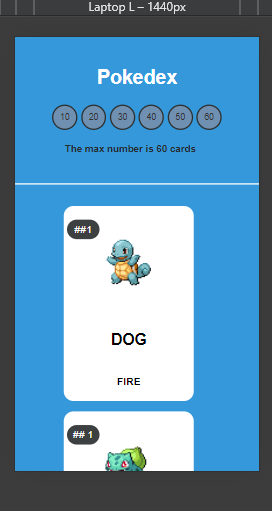 Laptop L – 1440px
Pokedex
10 20 30 40 50 60
The max number is 60 cards
##1
DOG
FIRE
## 1